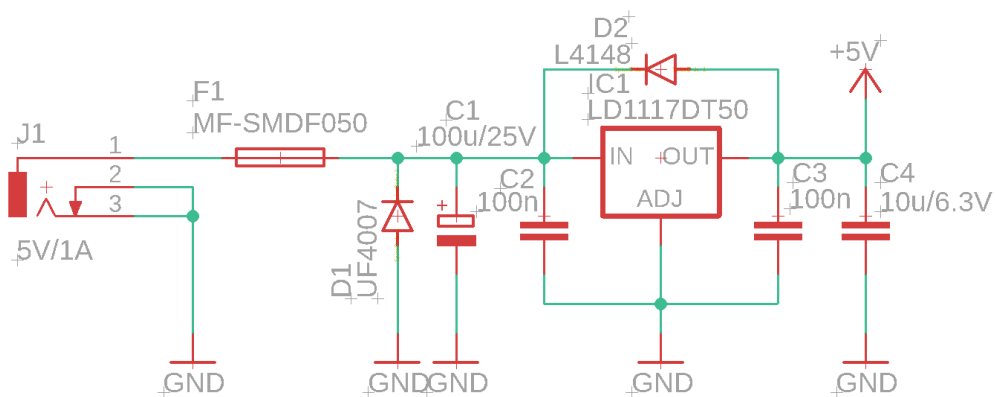 D2
L4148
+5V
F1
IC1
MF-SMDF050
C1
LD1117DT50
J1
100u/25V
1
IN
OUT
2
C2
C3
C4
100n
100n
10u/6.3V
3
ADJ
5V/1A
D1
UF4007
GND
GND
GND
GND
GND